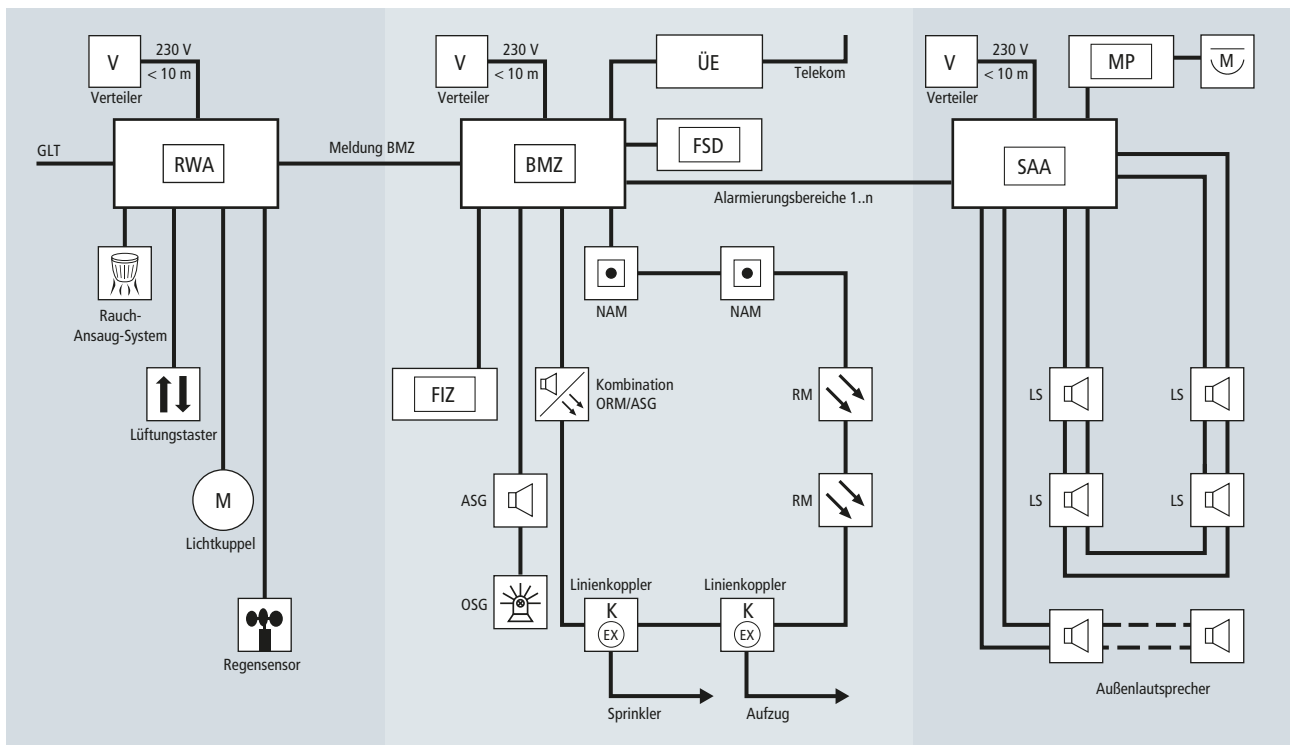 V
230 V
< 10 m
Verteiler
GLT
RWA
Meldung BMZ
Rauch-
Ansaug-System
Lüftungstaster
M
Lichtkuppel
Regensensor
V
230 V
< 10 m
Verteiler
ÜE
Telekom
BMZ
FSD
Alarmierungsbereiche 1..n
NAM
NAM
FIZ
Kombination
ORM/ASG
RM
ASG
RM
OSG
Linienkoppler
K
EX
Linienkoppler
K
EX
Sprinkler
Aufzug
V
230 V
< 10 m
Verteiler
MP
M
SAA
LS
LS
LS
LS
Außenlautsprecher